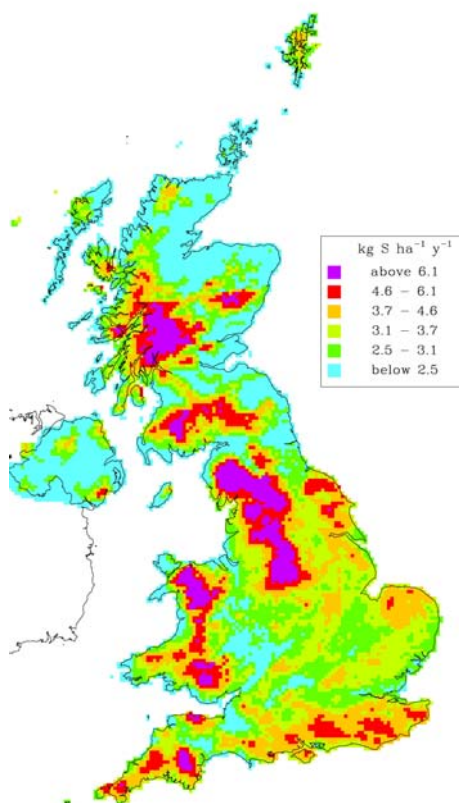 kg S ha⁻¹ y⁻¹
above 6.1
4.6 – 6.1
3.7 – 4.6
3.1 – 3.7
2.5 – 3.1
below 2.5